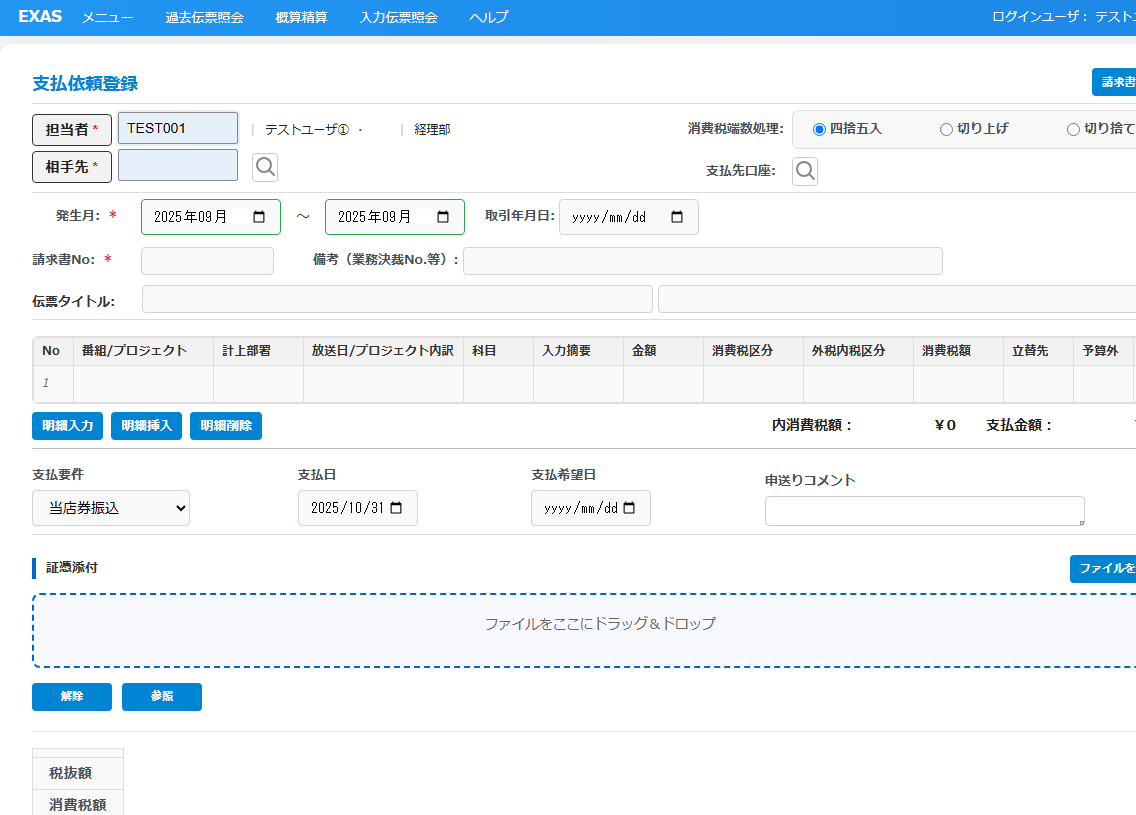 EXAS メニュー 過去伝票照会 概算精算 入力伝票照会 ヘルプ ログインユーザ： テスト
支払依頼登録 請求書
担当者* TEST001 | テストユーザ① ・ | 経理部 消費税端数処理: 四捨五入 切り上げ 切り捨て
相手先* 支払先口座:
発生月: * 2025年09月 ～ 2025年09月 取引年月日: yyyy/mm/dd
請求書No: * 備考（業務決裁No.等）:
伝票タイトル:
No 番組/プロジェクト 計上部署 放送日/プロジェクト内訳 科目 入力摘要 金額 消費税区分 外税内税区分 消費税額 立替先 予算外
1
明細入力 明細挿入 明細削除 内消費税額： ￥0 支払金額：
支払要件 支払日 支払希望日 申送りコメント
当店券振込 2025/10/31 yyyy/mm/dd
証憑添付 ファイルを
ファイルをここにドラッグ＆ドロップ
解除 参照
税抜額
消費税額